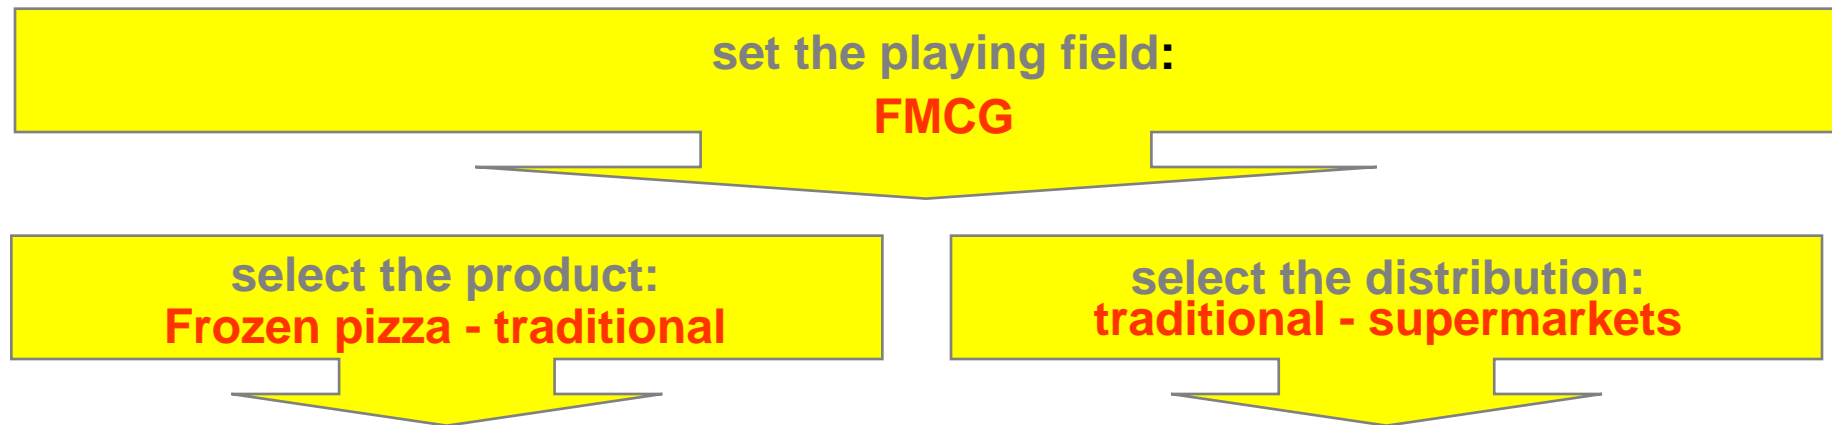 set the playing field:
FMCG
select the product:
Frozen pizza - traditional
select the distribution:
traditional - supermarkets